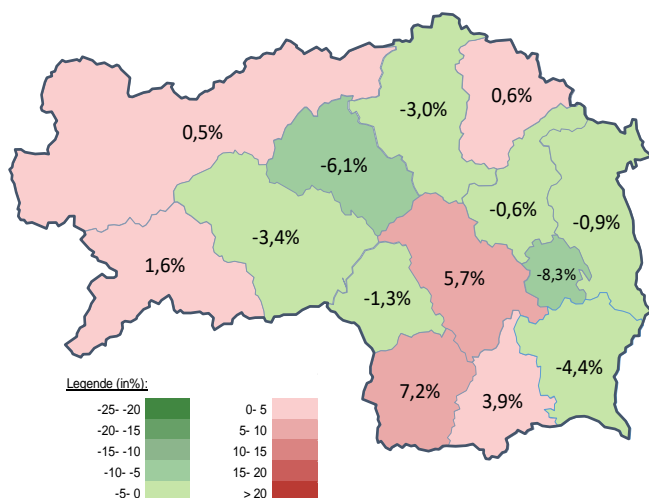 0,6%
-3,0%
0,5%
-6,1%
-0,6%
-0,9%
-3,4%
1,6%
5,7%
-8,3%
-1,3%
-4,4%
7,2%
3,9%
Legende (in%):
-25- -20 0- 5
-20- -15 5- 10
-15- -10 10- 15
-10- -5 15- 20
-5- 0 > 20